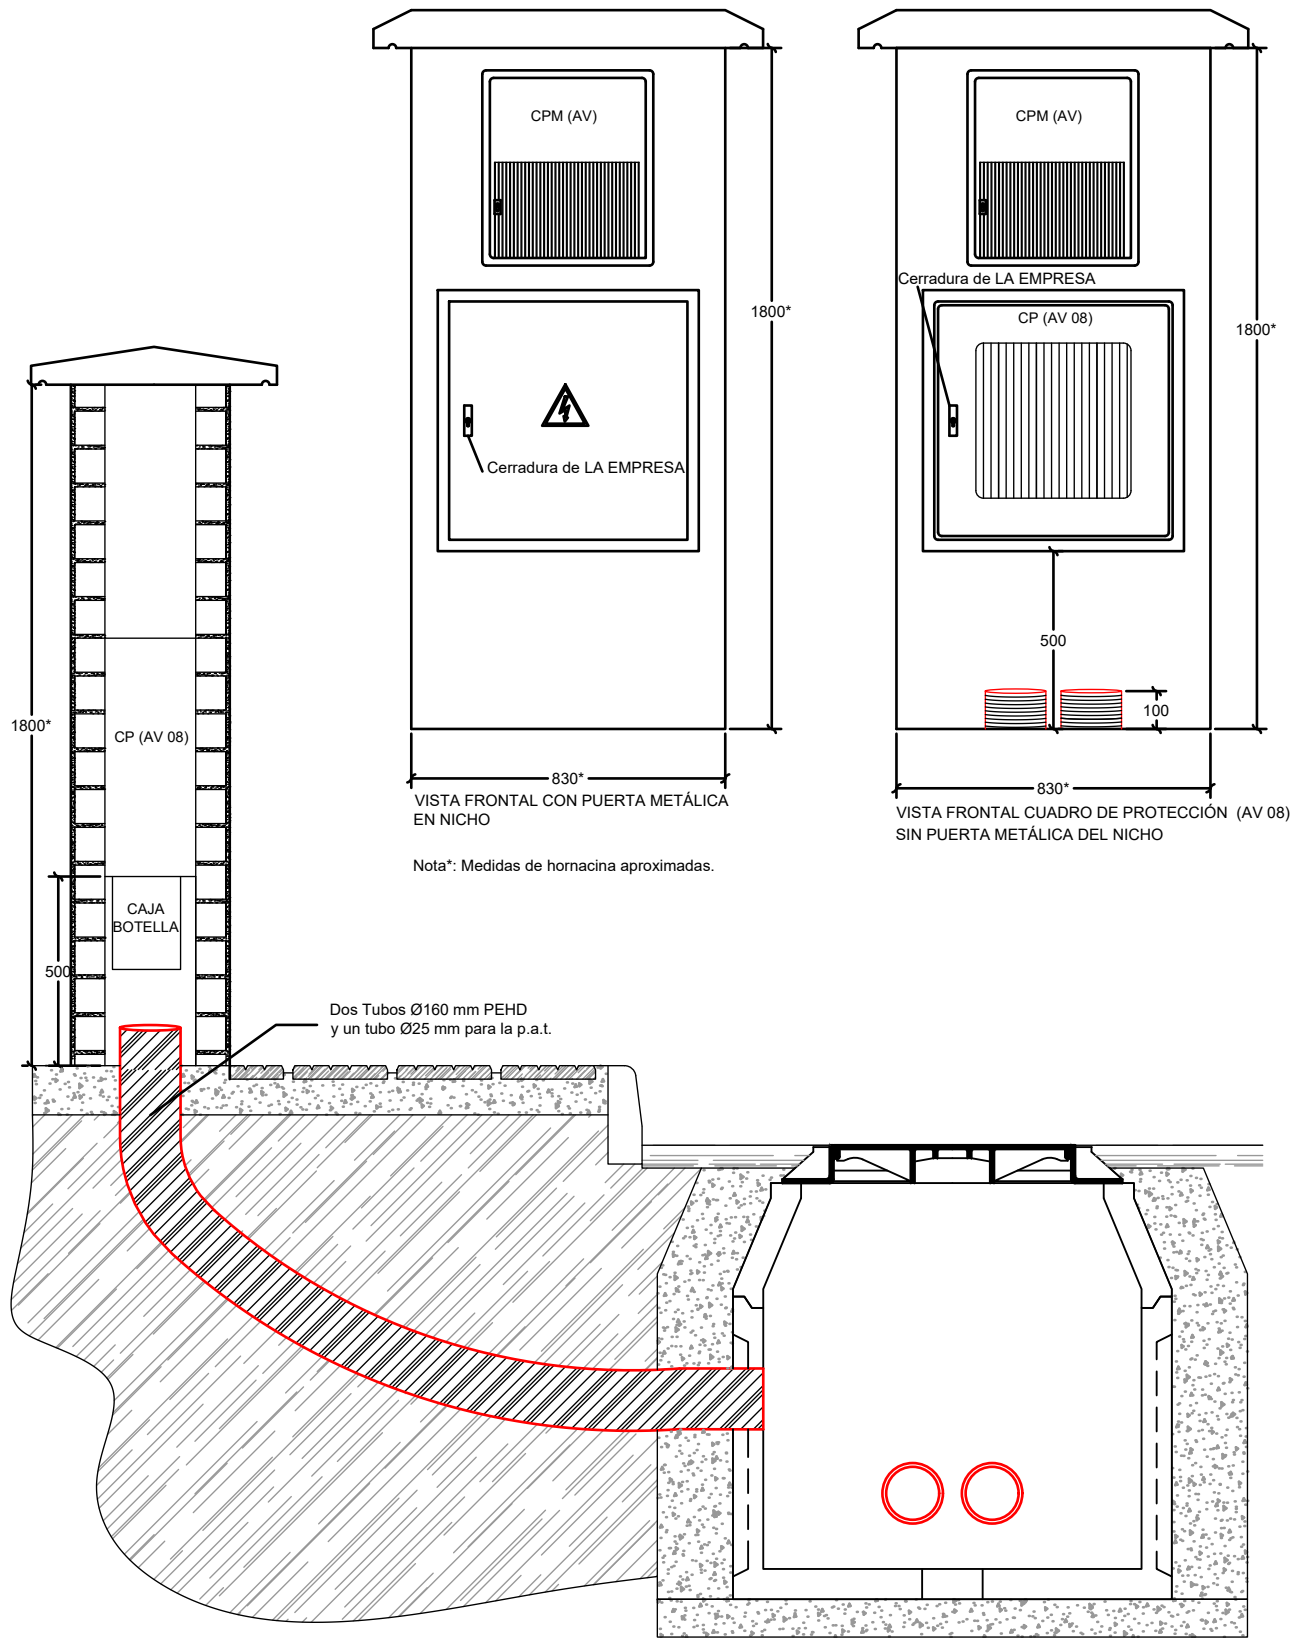 CPM (AV)
1800*
Cerradura de LA EMPRESA
830*
VISTA FRONTAL CON PUERTA METÁLICA
EN NICHO
Nota*: Medidas de hornacina aproximadas.
CPM (AV)
Cerradura de LA EMPRESA
CP (AV 08)
1800*
500
100
830*
VISTA FRONTAL CUADRO DE PROTECCIÓN (AV 08)
SIN PUERTA METÁLICA DEL NICHO
1800*
CP (AV 08)
CAJA
BOTELLA
500
Dos Tubos Ø160 mm PEHD
y un tubo Ø25 mm para la p.a.t.